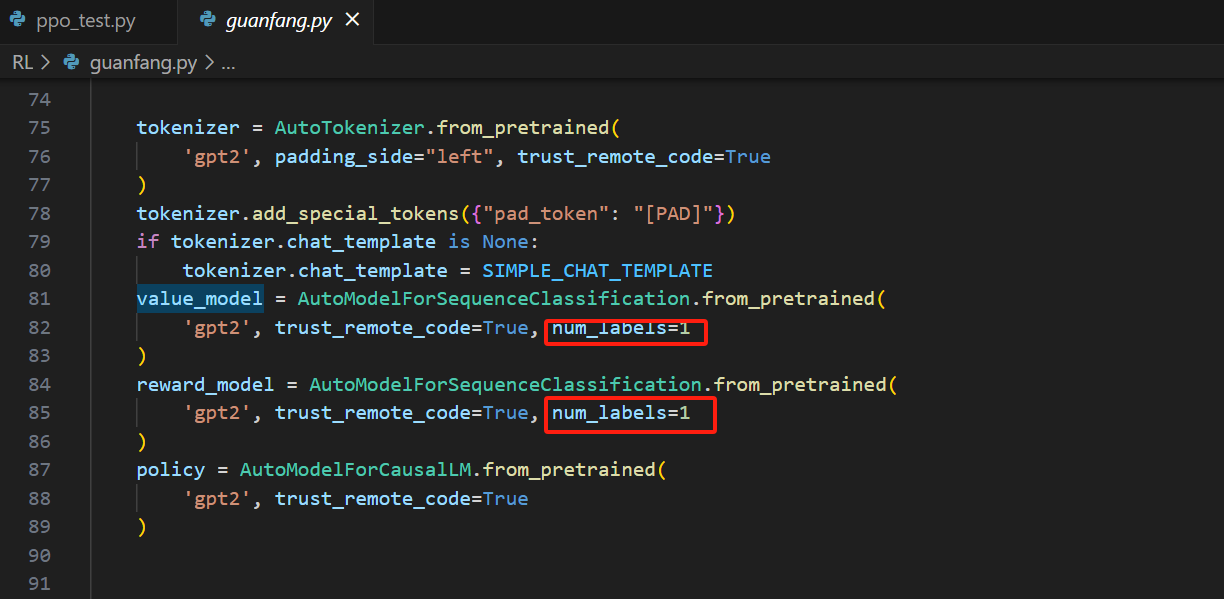 ppo_test.py guanfang.py ×
RL > guanfang.py > ...
74
75 tokenizer = AutoTokenizer.from_pretrained(
76 'gpt2', padding_side="left", trust_remote_code=True
77 )
78 tokenizer.add_special_tokens({"pad_token": "[PAD]"})
79 if tokenizer.chat_template is None:
80 tokenizer.chat_template = SIMPLE_CHAT_TEMPLATE
81 value_model = AutoModelForSequenceClassification.from_pretrained(
82 'gpt2', trust_remote_code=True, num_labels=1
83 )
84 reward_model = AutoModelForSequenceClassification.from_pretrained(
85 'gpt2', trust_remote_code=True, num_labels=1
86 )
87 policy = AutoModelForCausalLM.from_pretrained(
88 'gpt2', trust_remote_code=True
89 )
90
91